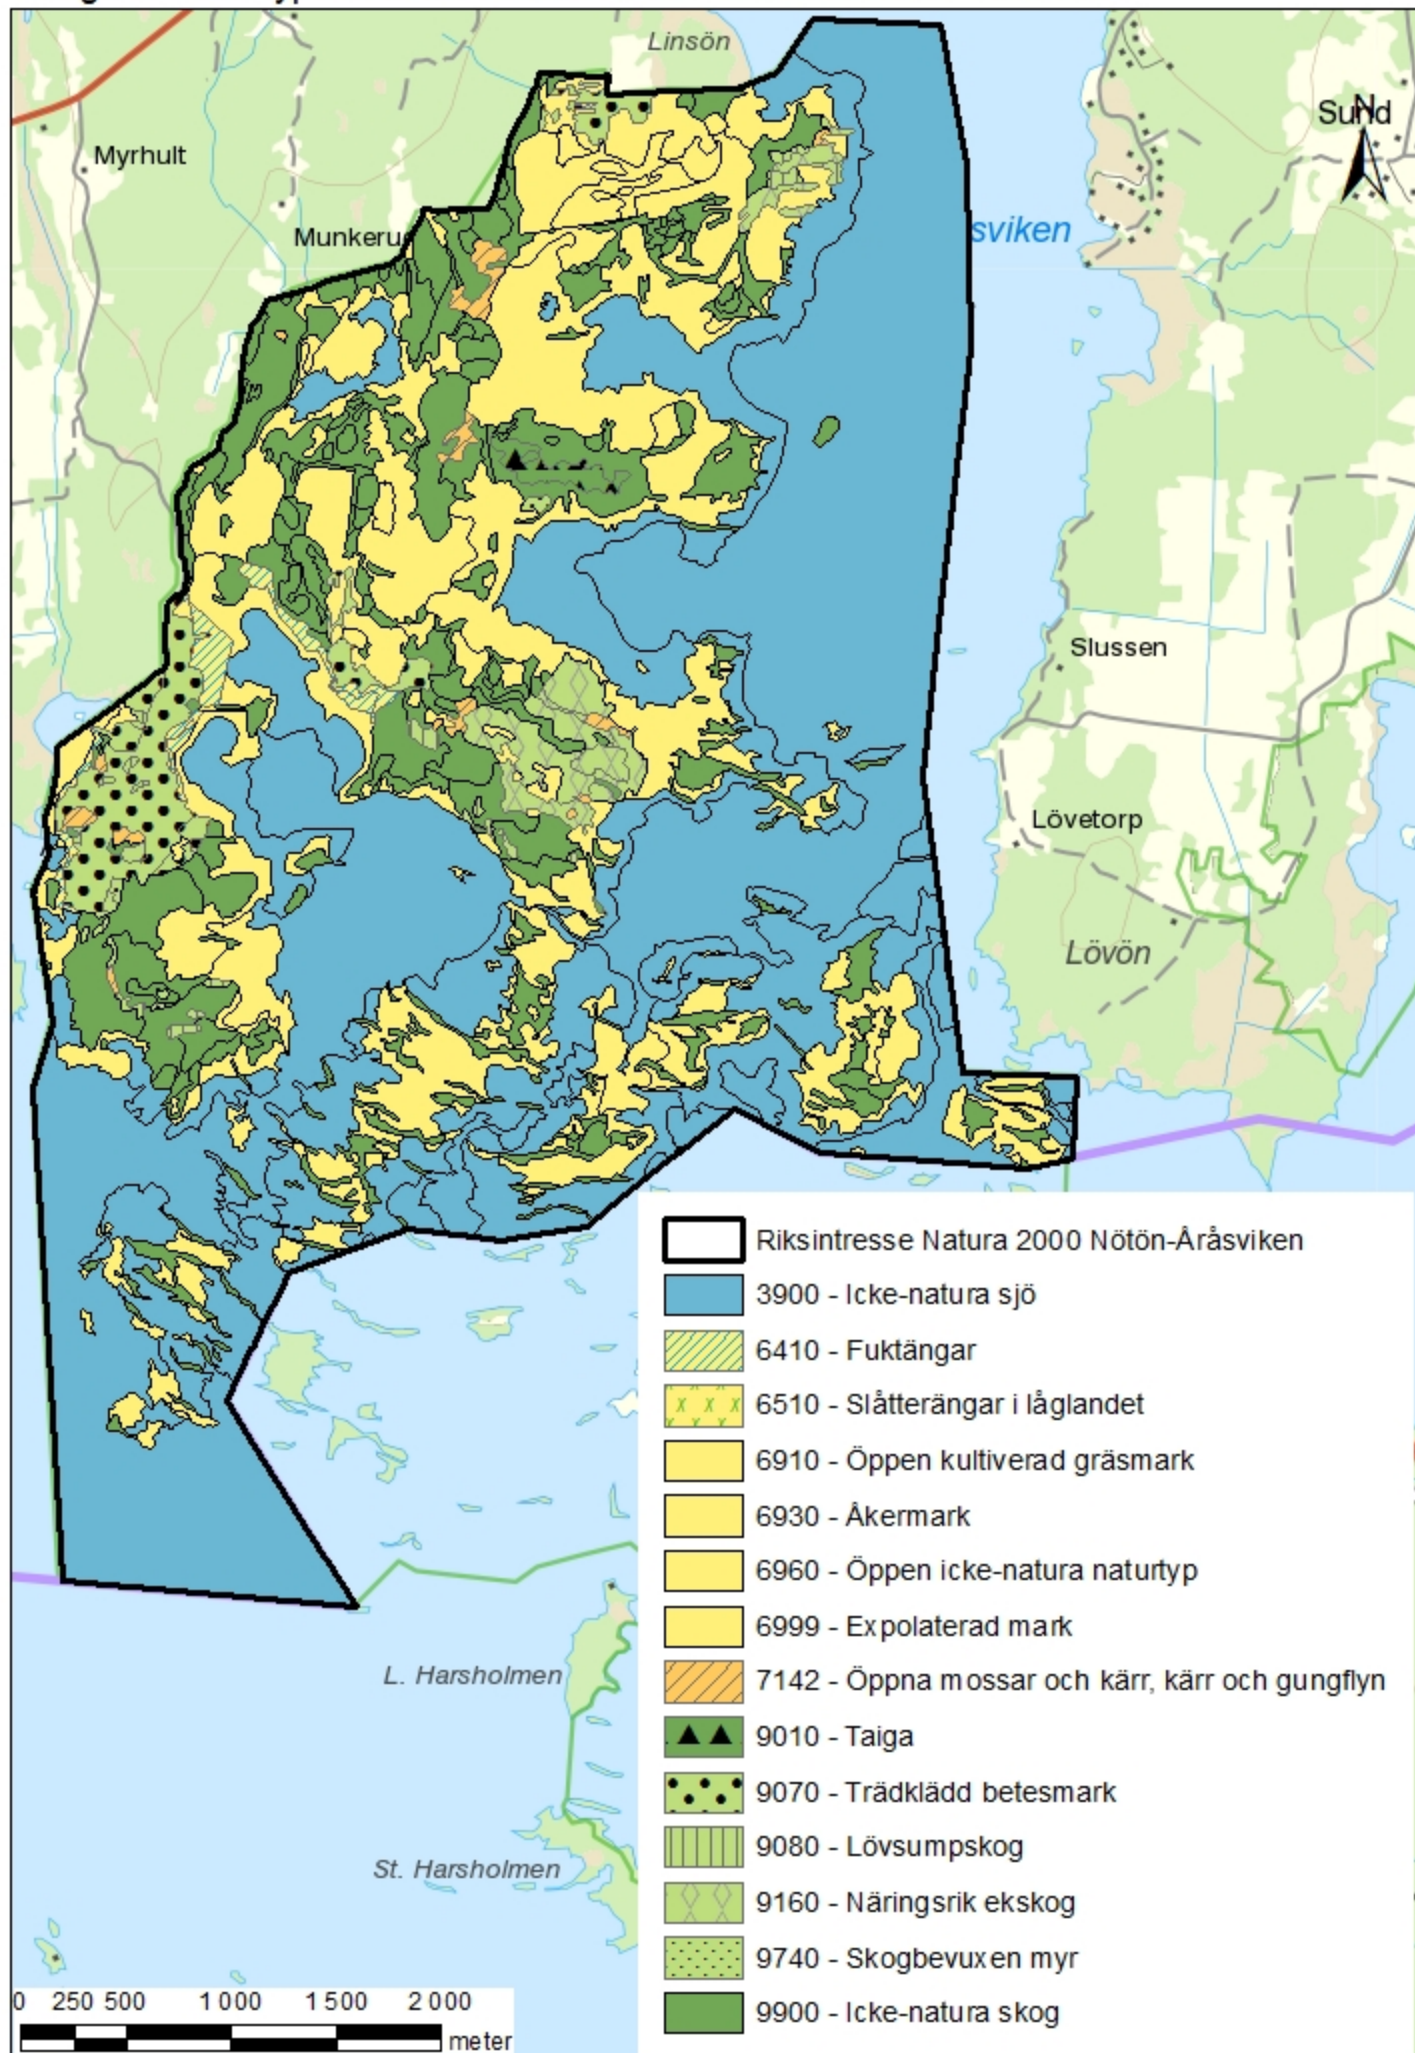 Linsön
Sund
N
Myrhult
Munkeru
sviken
Slussen
Lövetorp
Lövön
Riksintresse Natura 2000 Nötön-Åråsviken
3900 - Icke-natura sjö
6410 - Fuktängar
6510 - Slåtterängar i låglandet
6910 - Öppen kultiverad gräsmark
6930 - Åkermark
6960 - Öppen icke-natura naturtyp
6999 - Expolaterad mark
7142 - Öppna mossar och kärr, kärr och gungflyn
9010 - Taiga
9070 - Trädklädd betesmark
9080 - Lövsumpskog
9160 - Näringsrik ekskog
9740 - Skogbevuxen myr
9900 - Icke-natura skog
L. Harsholmen
St. Harsholmen
0 250 500 1 000 1 500 2 000
meter